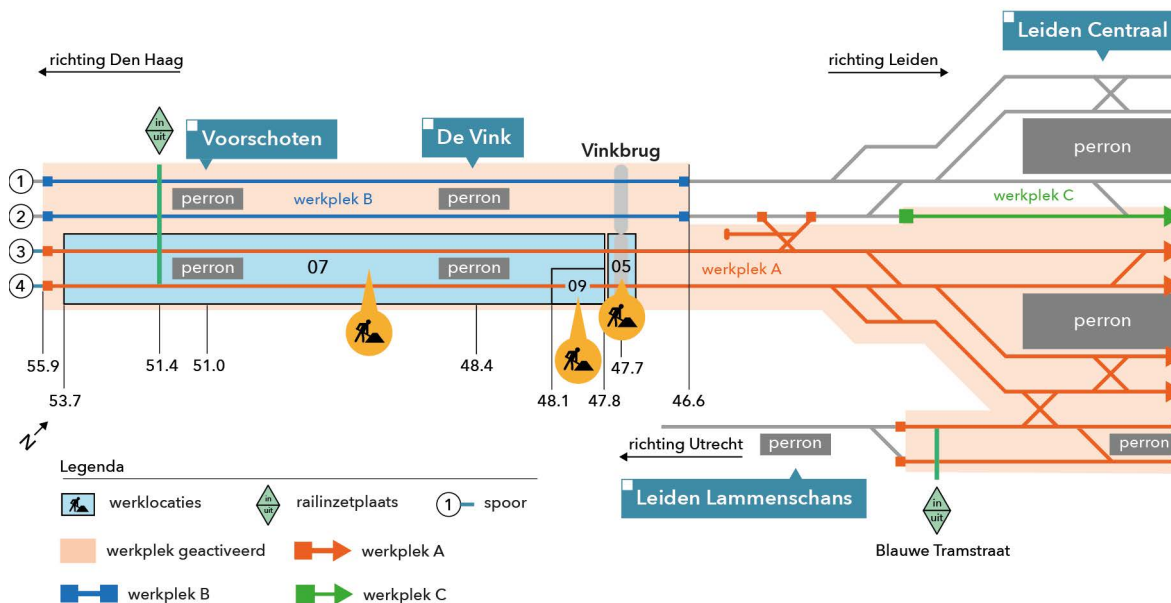 Leiden Centraal
richting Den Haag
richting Leiden
in
uit
Voorschoten
De Vink
Vinkbrug
perron
1
perron
werkplek B
perron
werkplek C
2
3
perron
07
perron
05
werkplek A
4
09
perron
55.9
51.4
51.0
48.4
47.7
53.7
48.1
47.8
46.6
N
richting Utrecht
perron
perron
Legenda
Leiden Lammenschans
werklocaties
in
uit
railinzetplaats
1
spoor
in
uit
Blauwe Tramstraat
werkplek geactiveerd
werkplek A
werkplek B
werkplek C